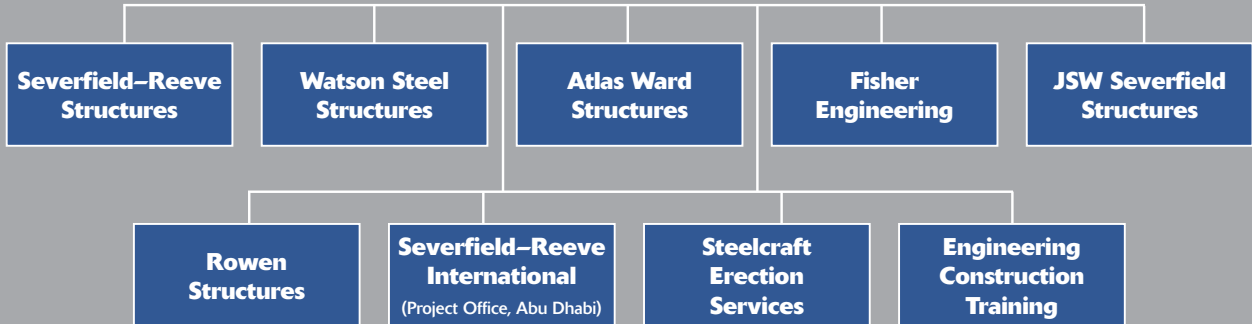 Severfield–Reeve
Structures
Watson Steel
Structures
Atlas Ward
Structures
Fisher
Engineering
JSW Severfield
Structures
Rowen
Structures
Severfield–Reeve
International
(Project Office, Abu Dhabi)
Steelcraft
Erection
Services
Engineering
Construction
Training